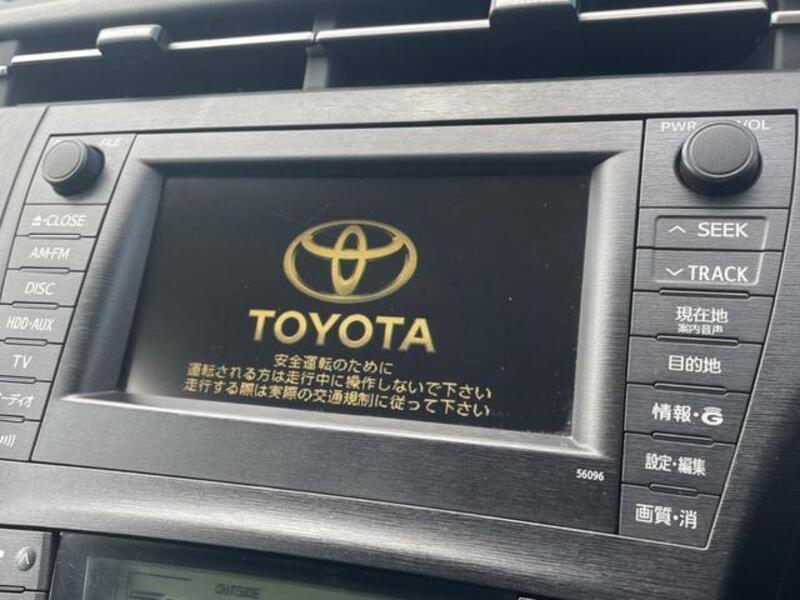 FILE
PWR
VOL
⏏·CLOSE
AM·FM
DISC
HDD·AUX
TV
ーディオ
TOYOTA
安全運転のために
運転される方は走行中に操作しないで下さい
走行する際は実際の交通規制に従って下さい
56096
SEEK
TRACK
現在地
案内音声
目的地
情報·G
設定·編集
画質·消
OUTSIDE